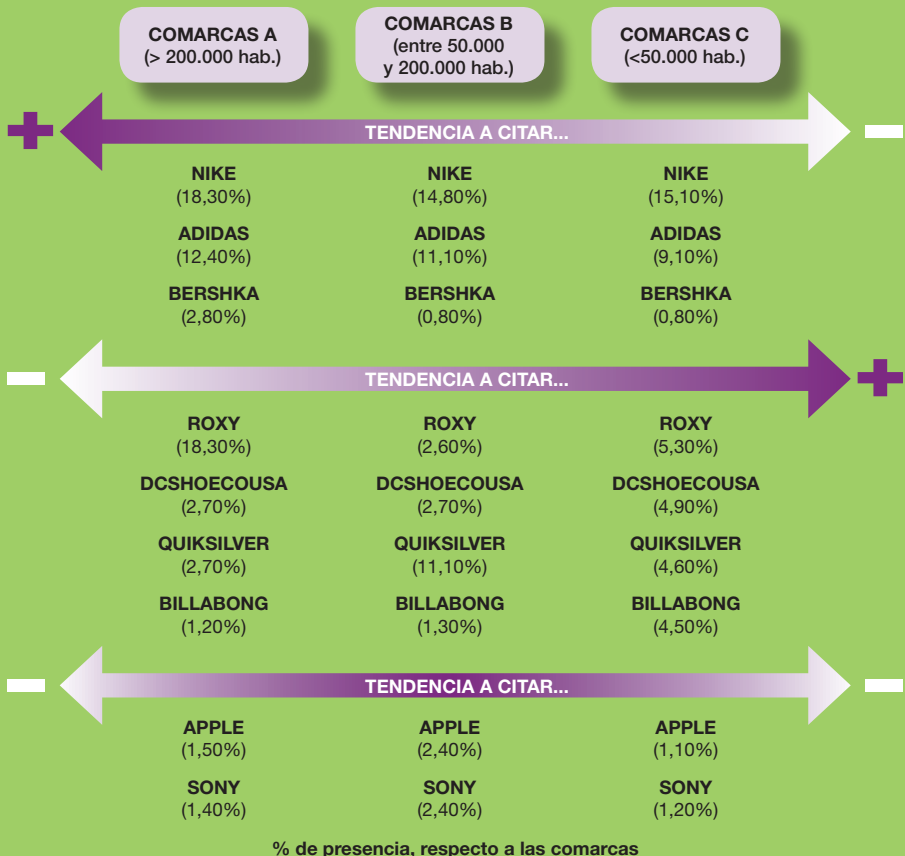 COMARCAS A
(> 200.000 hab.)
COMARCAS B
(entre 50.000
y 200.000 hab.)
COMARCAS C
(<50.000 hab.)
+
TENDENCIA A CITAR...
–
NIKE
(18,30%)
NIKE
(14,80%)
NIKE
(15,10%)
ADIDAS
(12,40%)
ADIDAS
(11,10%)
ADIDAS
(9,10%)
BERSHKA
(2,80%)
BERSHKA
(0,80%)
BERSHKA
(0,80%)
–
TENDENCIA A CITAR...
+
ROXY
(18,30%)
ROXY
(2,60%)
ROXY
(5,30%)
DCSHOECOUSA
(2,70%)
DCSHOECOUSA
(2,70%)
DCSHOECOUSA
(4,90%)
QUIKSILVER
(2,70%)
QUIKSILVER
(11,10%)
QUIKSILVER
(4,60%)
BILLABONG
(1,20%)
BILLABONG
(1,30%)
BILLABONG
(4,50%)
–
TENDENCIA A CITAR...
–
APPLE
(1,50%)
APPLE
(2,40%)
APPLE
(1,10%)
SONY
(1,40%)
SONY
(2,40%)
SONY
(1,20%)
% de presencia, respecto a las comarcas